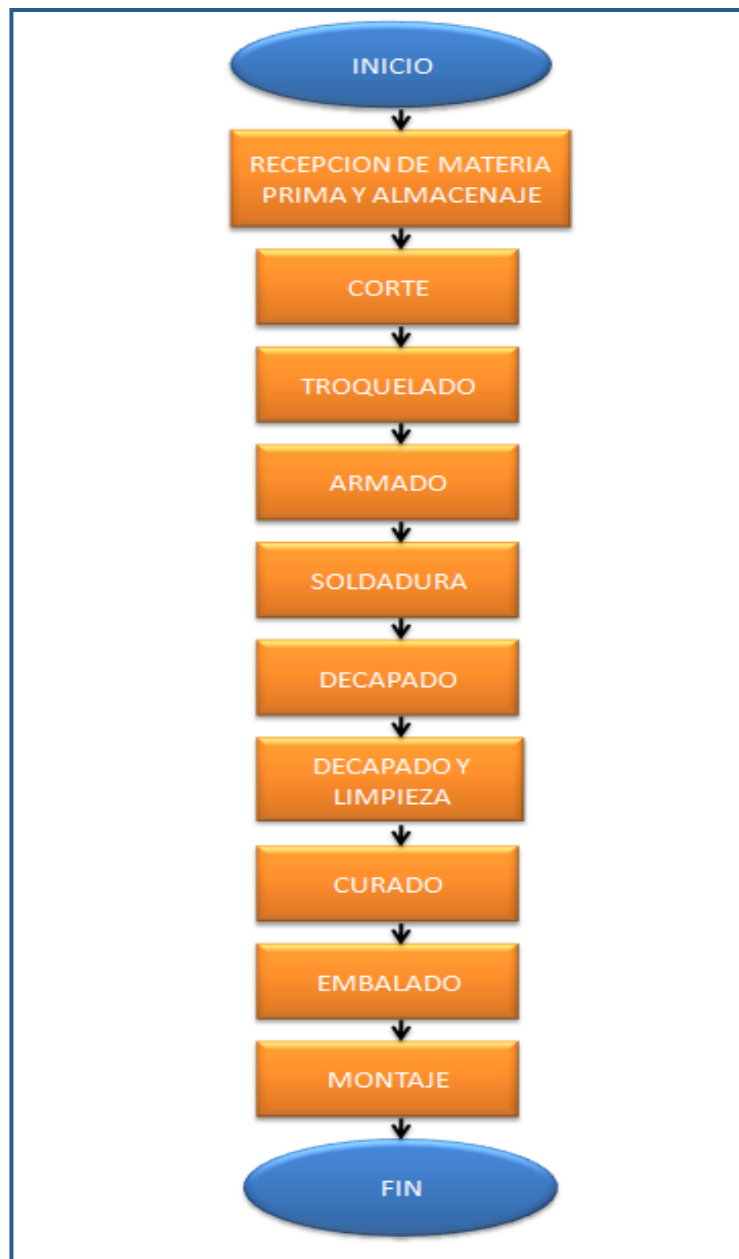 INICIO
RECEPCION DE MATERIA
PRIMA Y ALMACENAJE
CORTE
TROQUELADO
ARMADO
SOLDADURA
DECAPADO
DECAPADO Y
LIMPIEZA
CURADO
EMBALADO
MONTAJE
FIN